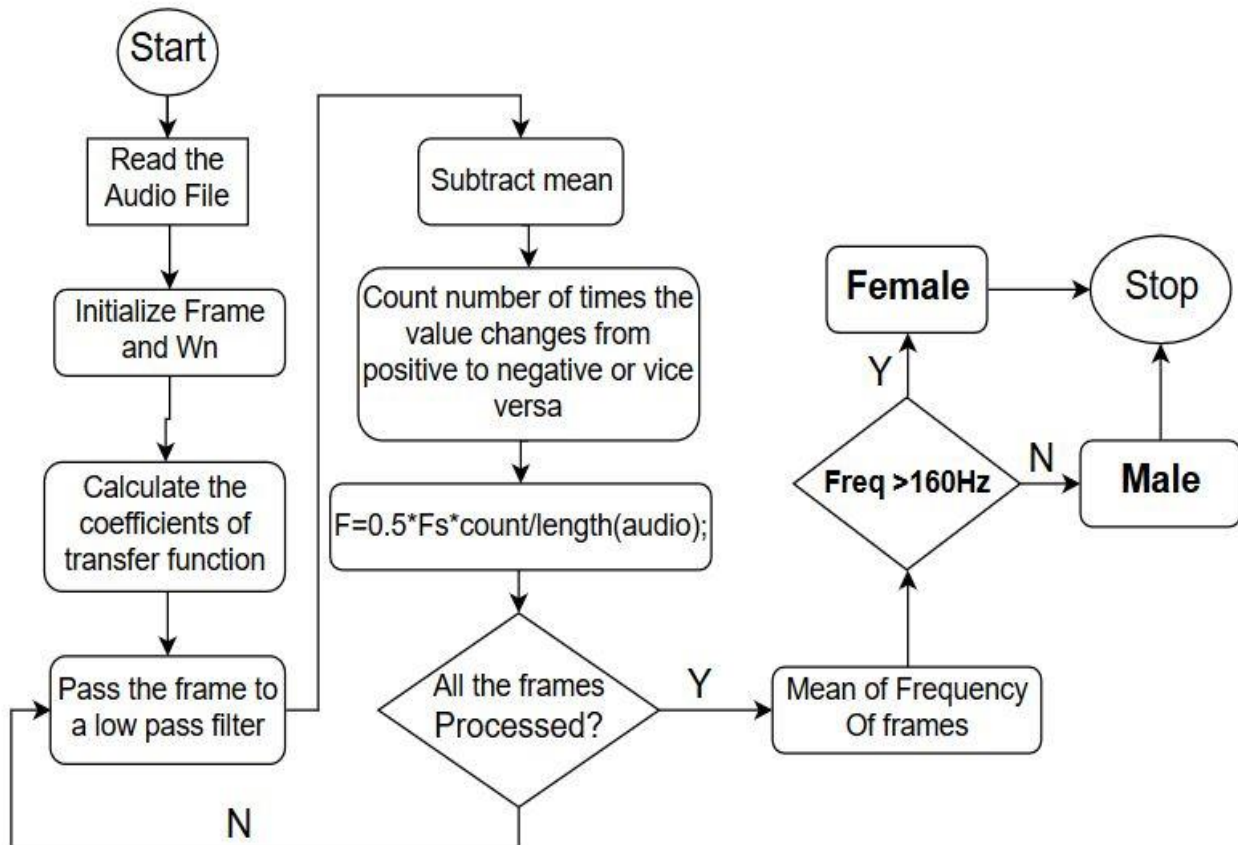 Start
Read the
Audio File
Initialize Frame
and Wn
Calculate the
coefficients of
transfer function
Pass the frame to
a low pass filter
Subtract mean
Count number of times the
value changes from
positive to negative or vice
versa
F=0.5*Fs*count/length(audio);
All the frames
Processed?
N
Y
Mean of Frequency
Of frames
Freq >160Hz
Y
N
Female
Male
Stop